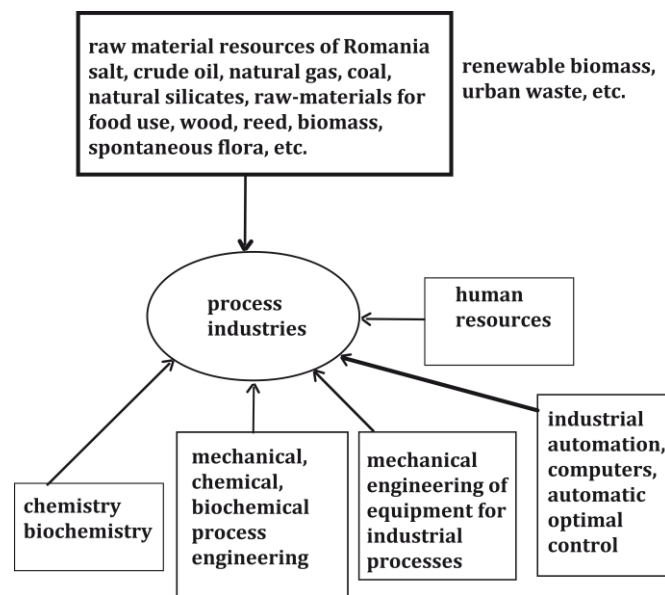 raw material resources of Romania
salt, crude oil, natural gas, coal,
natural silicates, raw-materials for
food use, wood, reed, biomass,
spontaneous flora, etc.
renewable biomass,
urban waste, etc.
process
industries
human
resources
chemistry
biochemistry
mechanical,
chemical,
biochemical
process
engineering
mechanical
engineering of
equipment for
industrial
processes
industrial
automation,
computers,
automatic
optimal
control